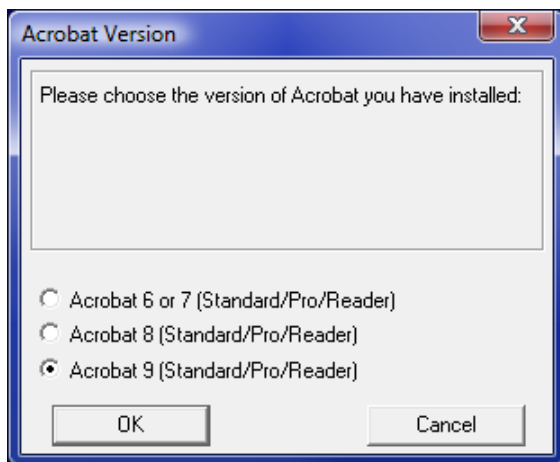 Acrobat Version
Please choose the version of Acrobat you have installed:
Acrobat 6 or 7 (Standard/Pro/Reader)
Acrobat 8 (Standard/Pro/Reader)
Acrobat 9 (Standard/Pro/Reader)
OK Cancel